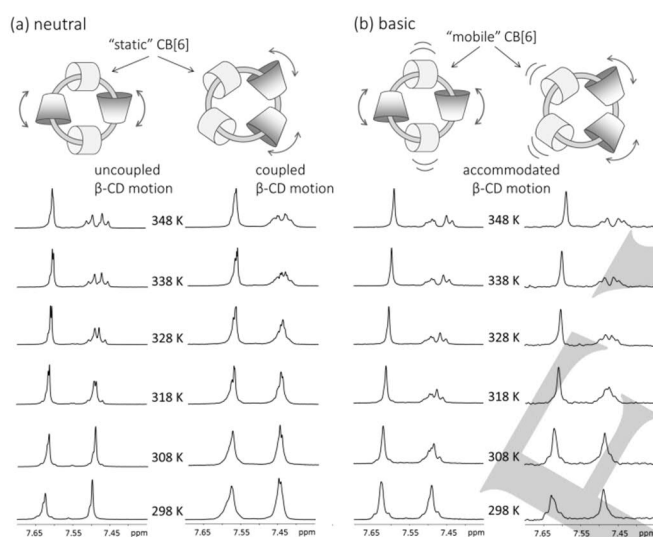 (a) neutral
(b) basic
“static” CB[6]
“mobile” CB[6]
uncoupled
β-CD motion
coupled
β-CD motion
accommodated
β-CD motion
348 K
348 K
338 K
338 K
328 K
328 K
318 K
318 K
308 K
308 K
298 K
298 K
7.65 7.55 7.45 ppm
7.65 7.55 7.45 ppm
7.65 7.55 7.45 ppm
7.65 7.55 7.45 ppm